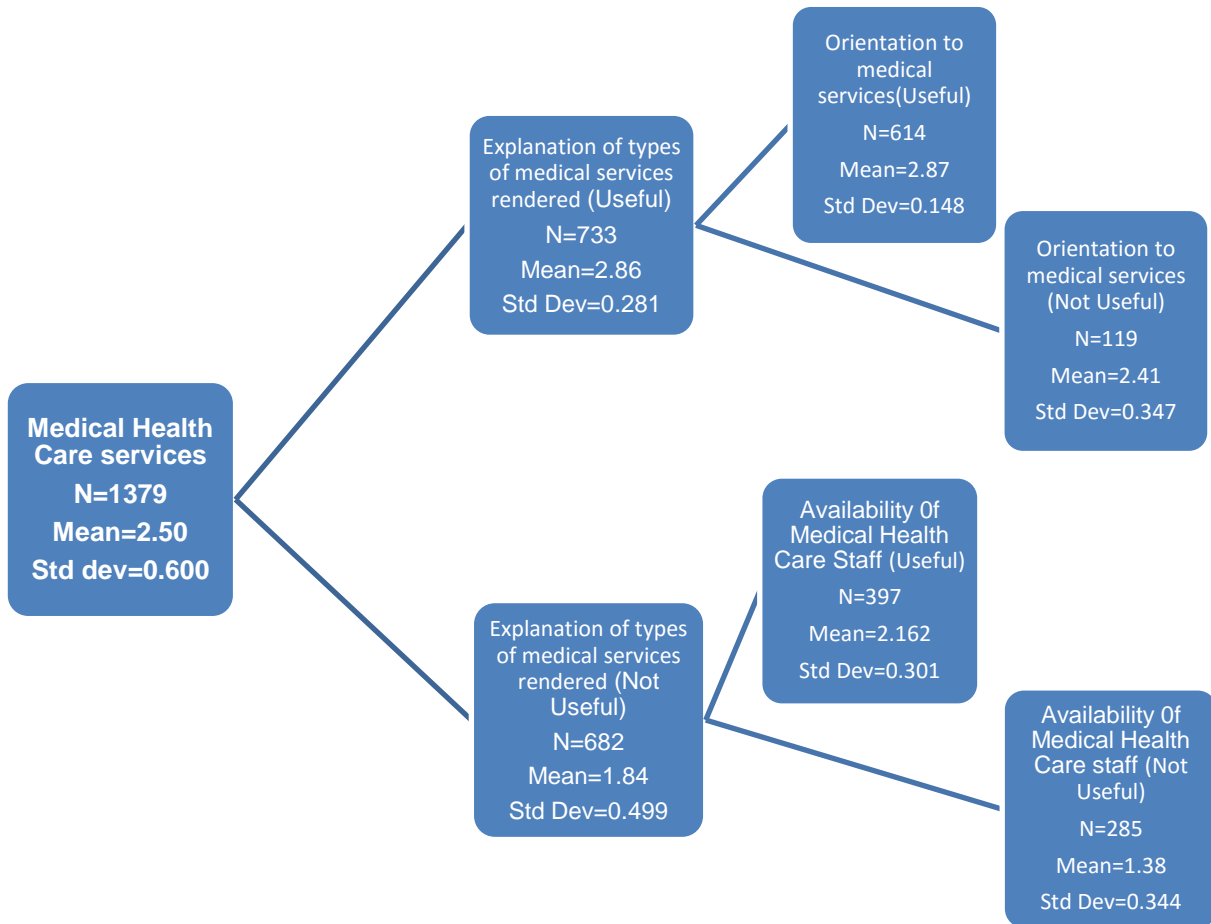 Medical Health
Care services
N=1379
Mean=2.50
Std dev=0.600
Explanation of types
of medical services
rendered (Useful)
N=733
Mean=2.86
Std Dev=0.281
Orientation to
medical
services(Useful)
N=614
Mean=2.87
Std Dev=0.148
Orientation to
medical services
(Not Useful)
N=119
Mean=2.41
Std Dev=0.347
Explanation of types
of medical services
rendered (Not
Useful)
N=682
Mean=1.84
Std Dev=0.499
Availability 0f
Medical Health
Care Staff (Useful)
N=397
Mean=2.162
Std Dev=0.301
Availability 0f
Medical Health
Care staff (Not
Useful)
N=285
Mean=1.38
Std Dev=0.344